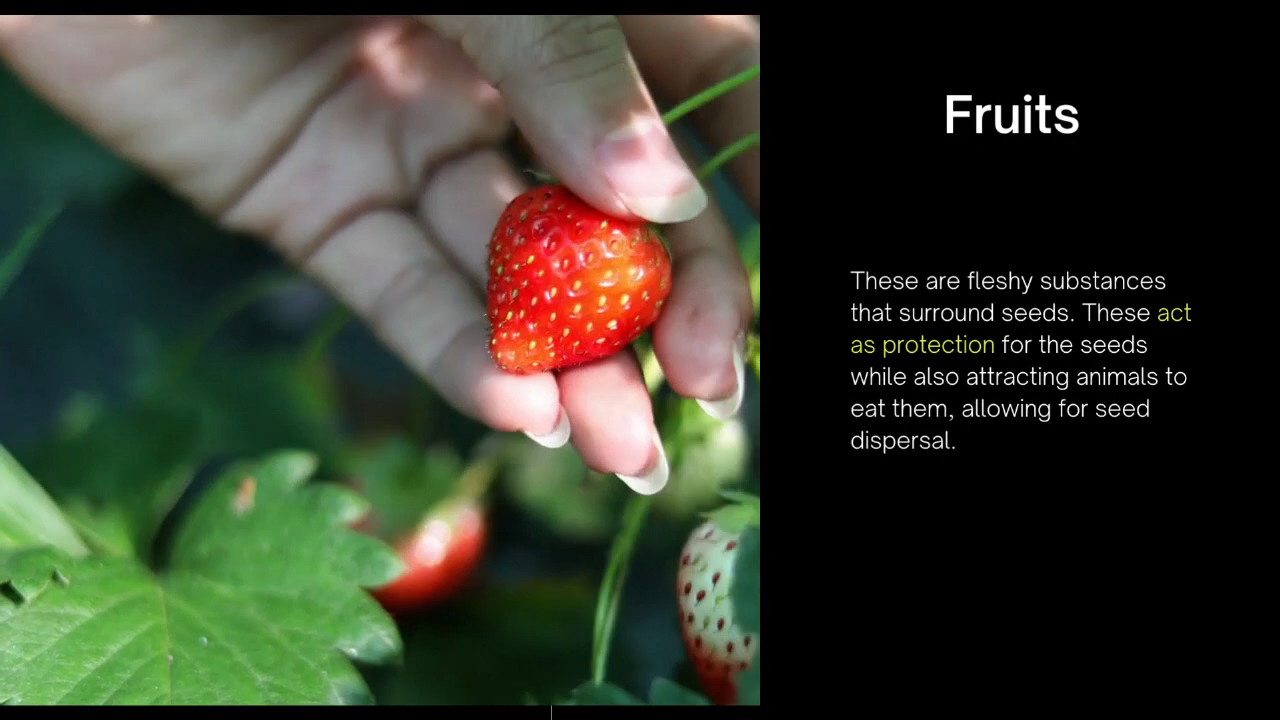 Fruits
These are fleshy substances
that surround seeds. These act
as protection for the seeds
while also attracting animals to
eat them, allowing for seed
dispersal.